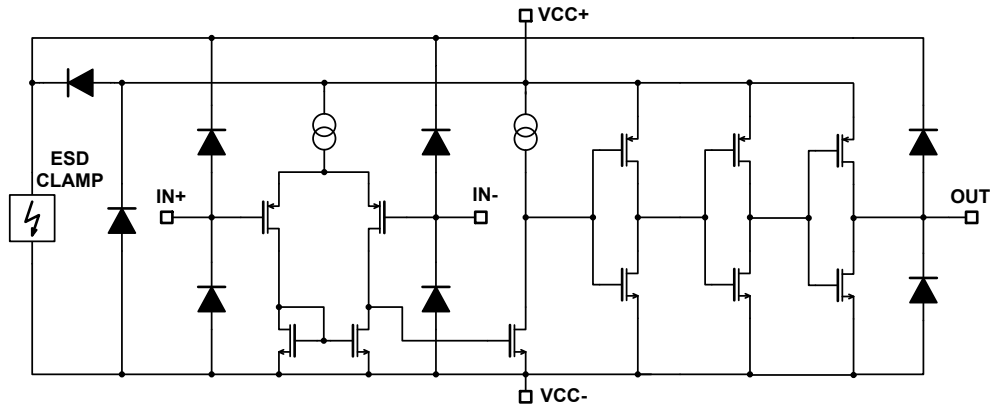 VCC+
ESD
CLAMP
IN+
IN-
OUT
VCC-